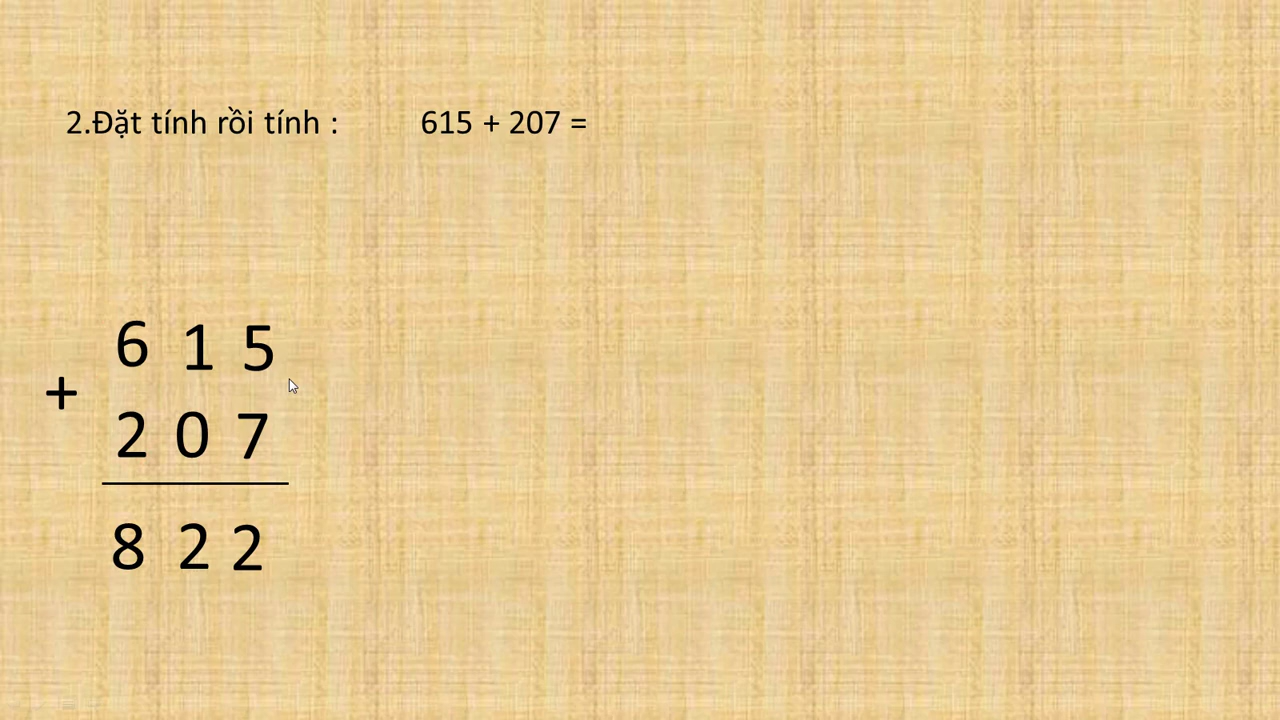 2.Đặt tính rồi tính : 615 + 207 =
6 1 5
+
2 0 7
8 2 2